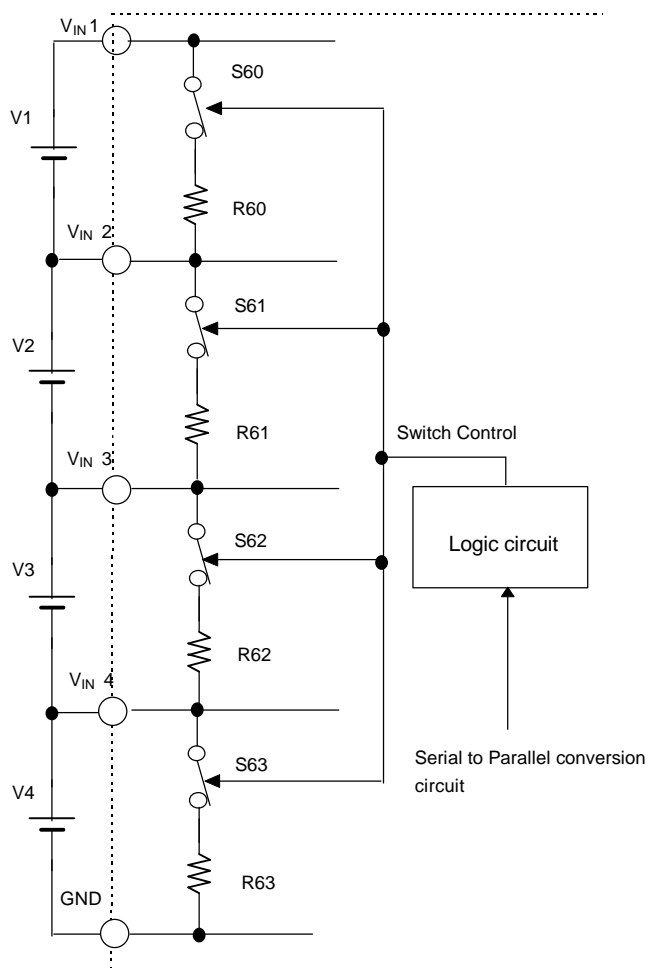 VIN 1
S60
V1
R60
VIN 2
S61
V2
R61
Switch Control
VIN 3
S62
Logic circuit
V3
R62
VIN 4
S63
Serial to Parallel conversion
circuit
V4
R63
GND